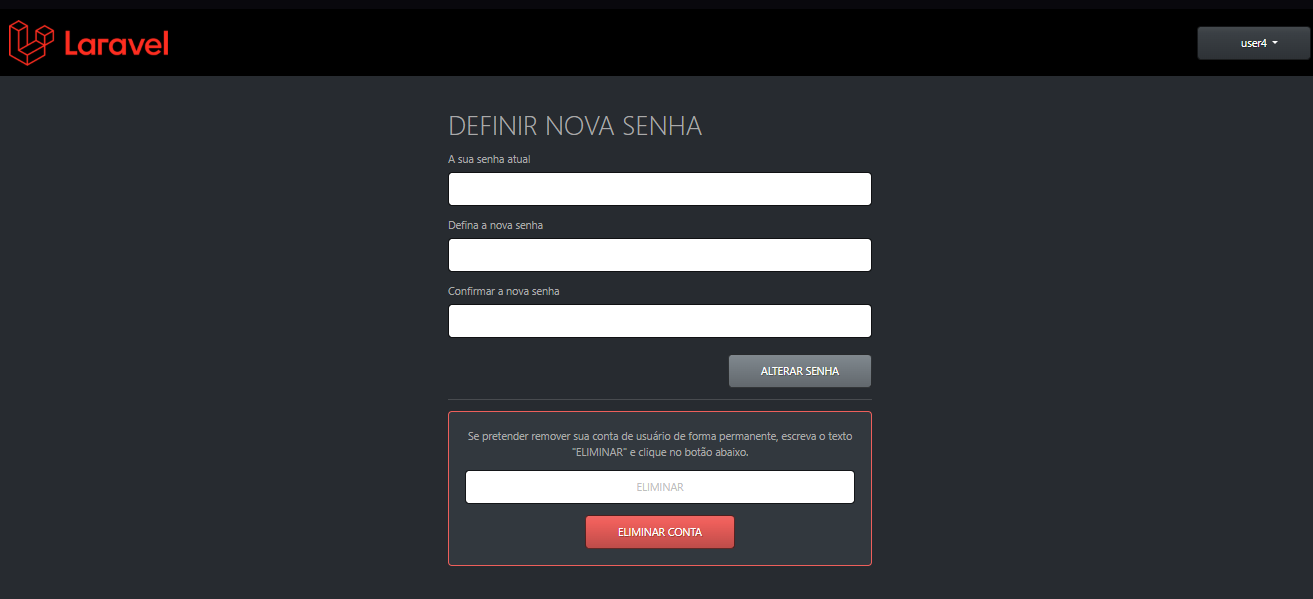 Laravel
user4
DEFINIR NOVA SENHA
A sua senha atual
Defina a nova senha
Confirmar a nova senha
ALTERAR SENHA
Se pretender remover sua conta de usuário de forma permanente, escreva o texto
"ELIMINAR" e clique no botão abaixo.
ELIMINAR
ELIMINAR CONTA